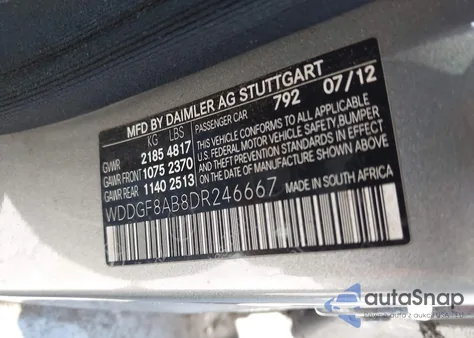 MFD BY DAIMLER AG STUTTGART
KG LBS PASSENGER CAR 792 07/12
GVWR 2185 4817
GAWR FRONT 1075 2370
GAWR REAR 1140 2513
THIS VEHICLE CONFORMS TO ALL APPLICABLE
U.S. FEDERAL MOTOR VEHICLE SAFETY, BUMPER,
AND THEFT PREVENTION STANDARDS IN EFFECT
ON THE DATE OF MANUFACTURE SHOWN ABOVE.
WDDGF8AB8DR246667 MADE IN SOUTH AFRICA
autaSnap